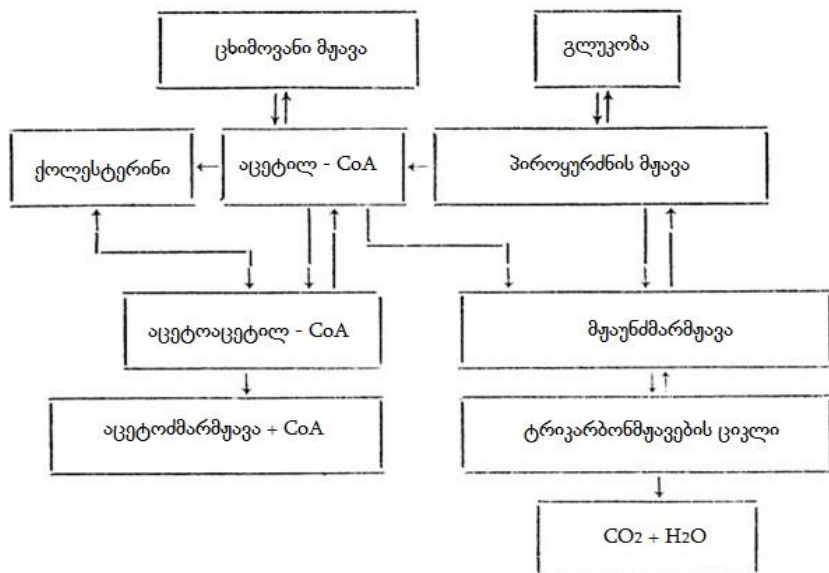 ცხიმოვანი მჟავა
გლუკოზა
ქოლესტერინი
აცეტილ - CoA
პიროყურძნის მჟავა
აცეტოაცეტილ - CoA
მჟაუნძმარმჟავა
აცეტოძმარმჟავა + CoA
ტრიკარბონმჟავების ციკლი
CO2 + H2O